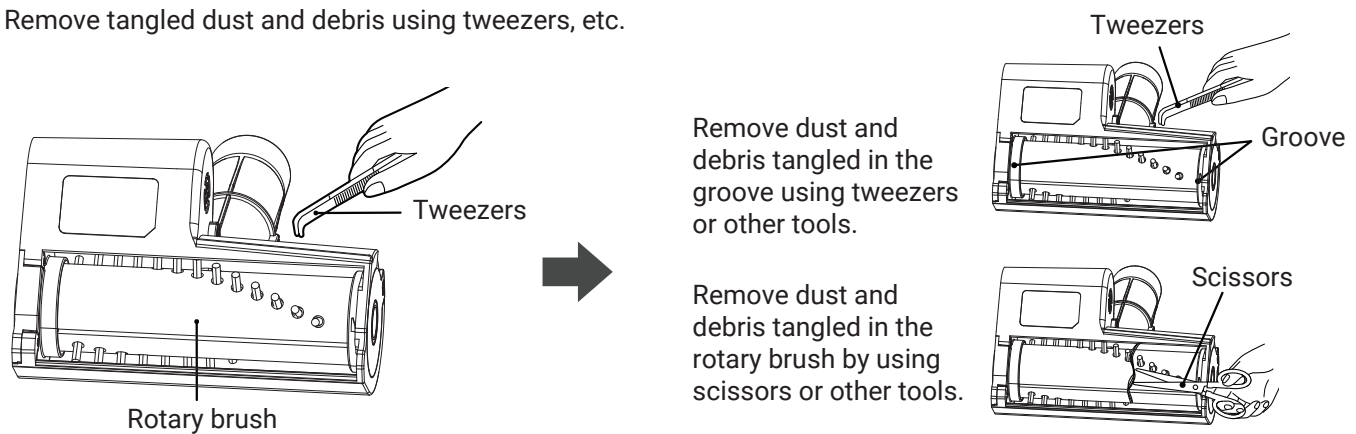 Remove tangled dust and debris using tweezers, etc.
Tweezers
Rotary brush
Remove dust and
debris tangled in the
groove using tweezers
or other tools.
Tweezers
Groove
Remove dust and
debris tangled in the
rotary brush by using
scissors or other tools.
Scissors